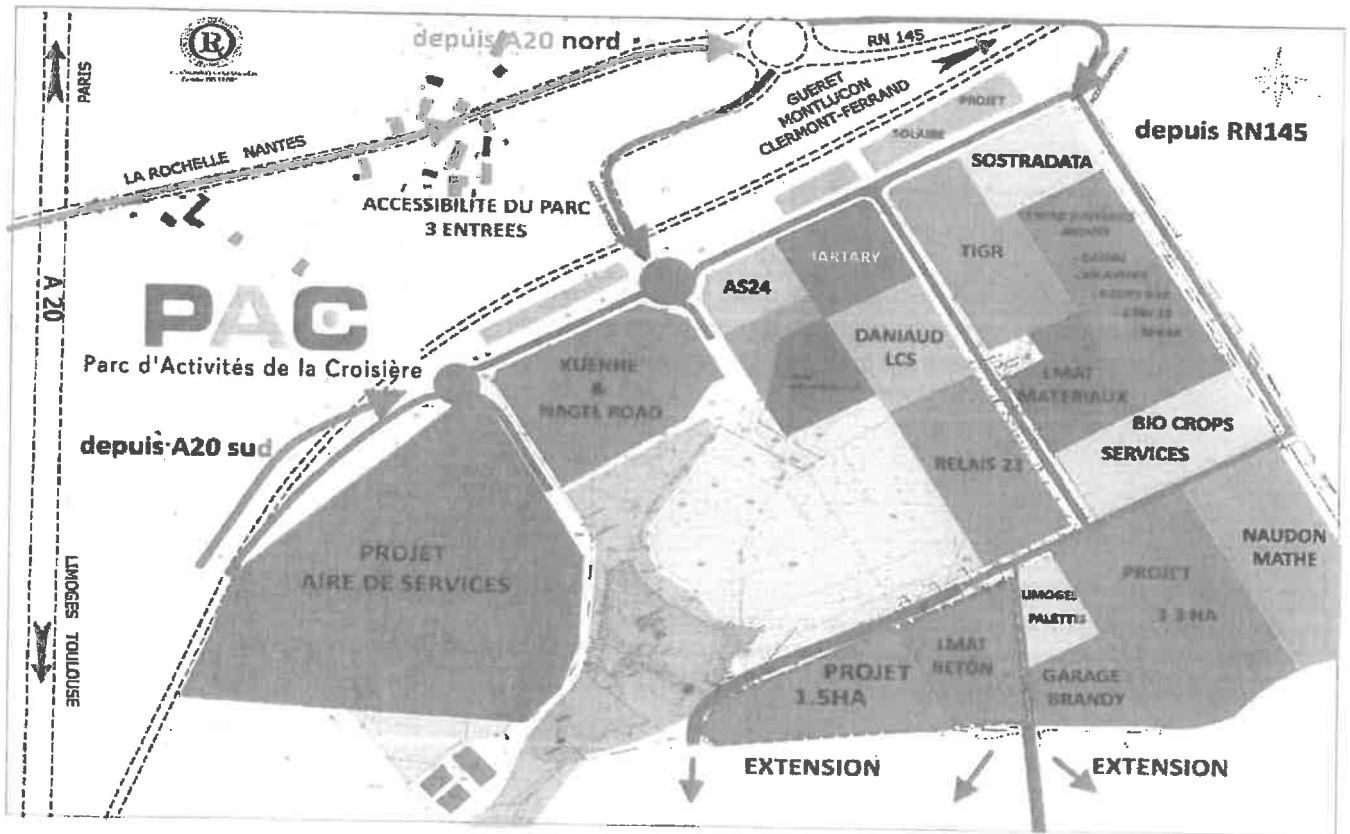 depuis A20 nord
RN 145
PARIS
GUERET
MONTLUCON
CLERMONT-FERRAND
PROJET
SOLAIRE
depuis RN145
LA ROCHELLE NANTES
SOSTRADATA
ACCESSIBILITE DU PARC
3 ENTREES
TARTARY
TIGR
A 20
AS24
PAC
Parc d'Activités de la Croisière
DANIAUD
LCS
KUENHE
&
NAGEL ROAD
LMAT
MATERIAUX
depuis A20 sud
BIO CROPS
SERVICES
RELAIS 23
NAUDON
MATHE
PROJET
AIRE DE SERVICES
PROJET
3 3 HA
LIMOGES TOULOUSE
LIMOGES
PALETTES
LMAT
BETON
PROJET
1.5HA
GARAGE
BRANDY
EXTENSION
EXTENSION